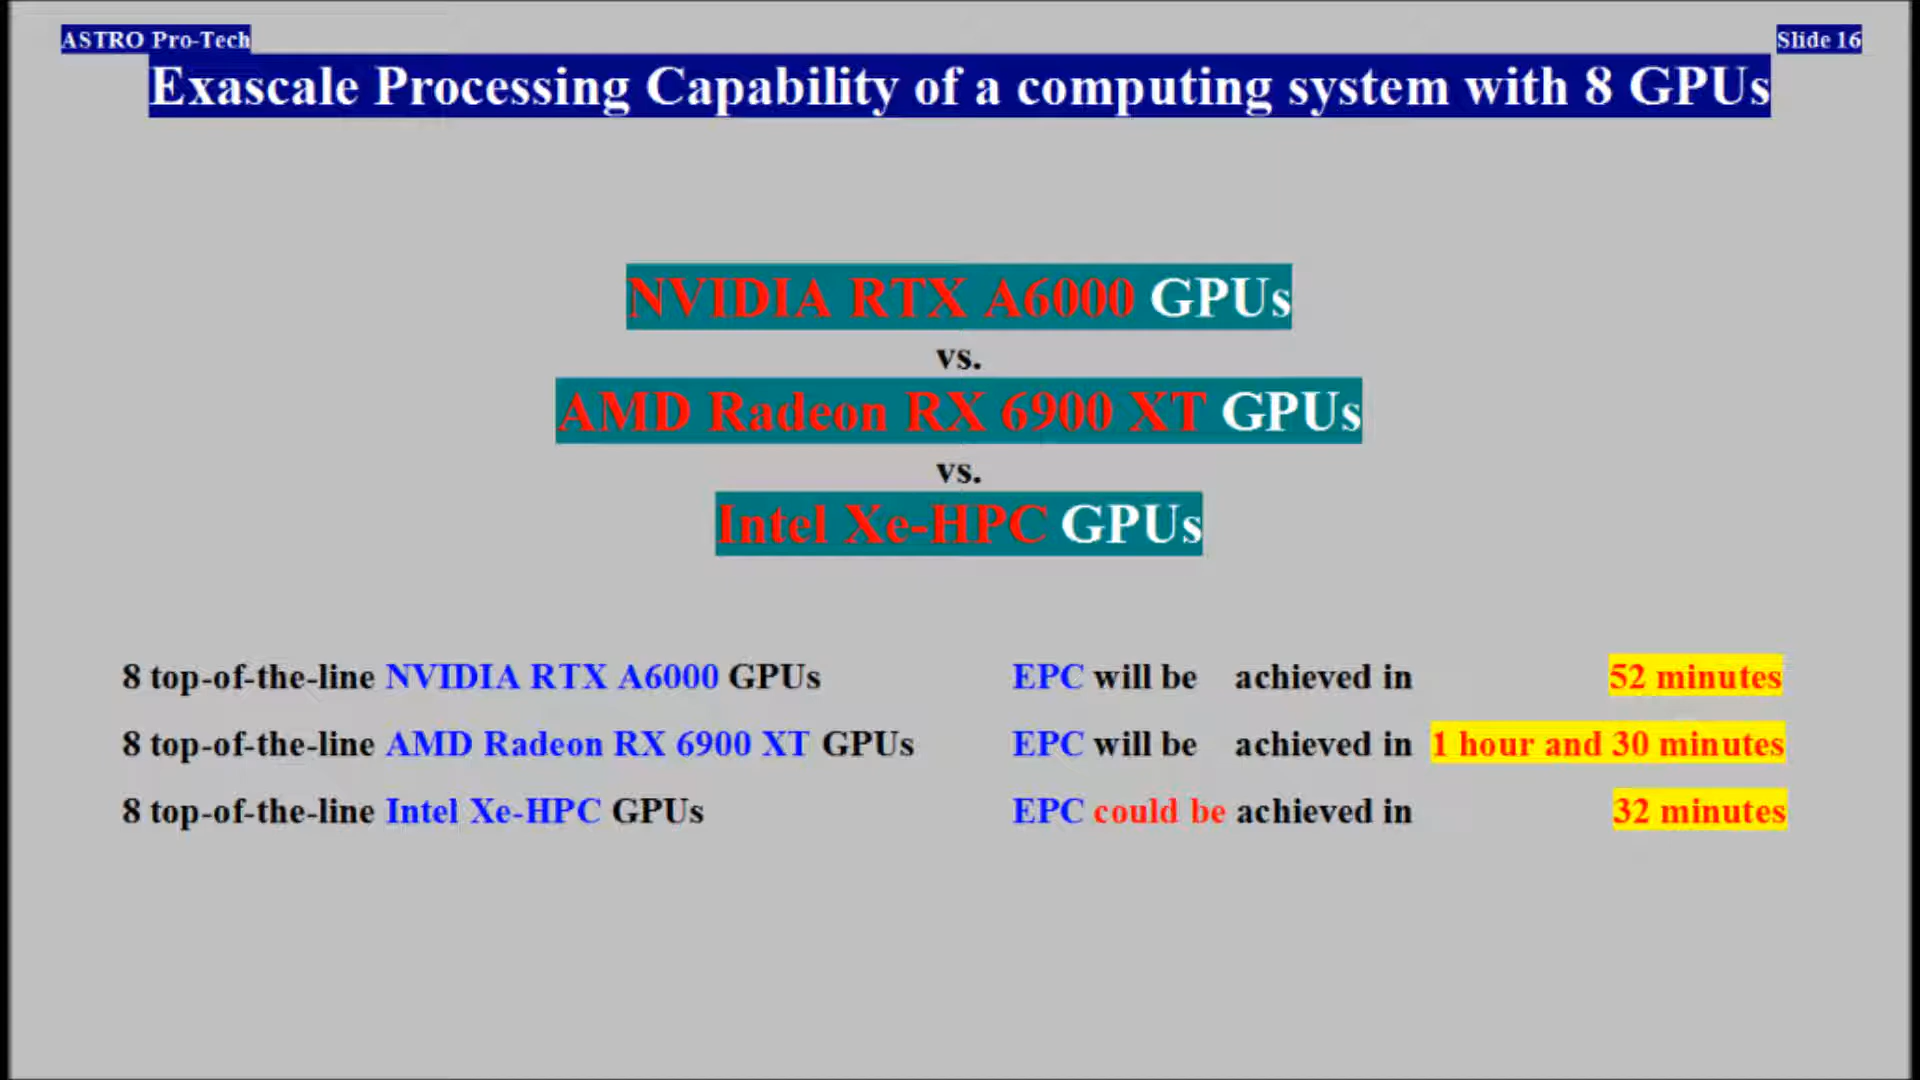 ASTRO Pro-Tech
Slide 16
Exascale Processing Capability of a computing system with 8 GPUs
NVIDIA RTX A6000 GPUs
vs.
AMD Radeon RX 6900 XT GPUs
vs.
Intel Xe-HPC GPUs
8 top-of-the-line NVIDIA RTX A6000 GPUs EPC will be achieved in 52 minutes
8 top-of-the-line AMD Radeon RX 6900 XT GPUs EPC will be achieved in 1 hour and 30 minutes
8 top-of-the-line Intel Xe-HPC GPUs EPC could be achieved in 32 minutes